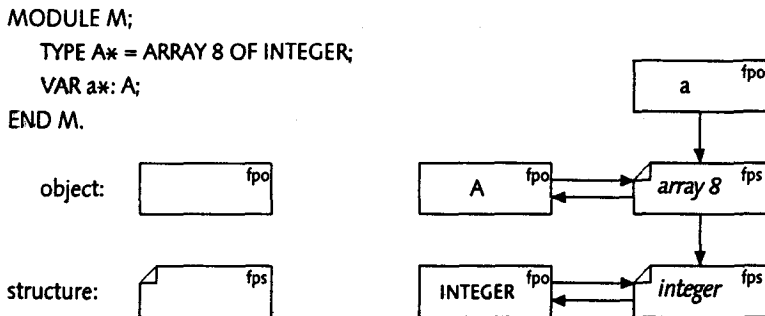 MODULE M;
TYPE A* = ARRAY 8 OF INTEGER;
VAR a*: A;
END M.
a fpo
object: fpo
A fpo
array 8 fps
structure: fps
INTEGER fpo
integer fps